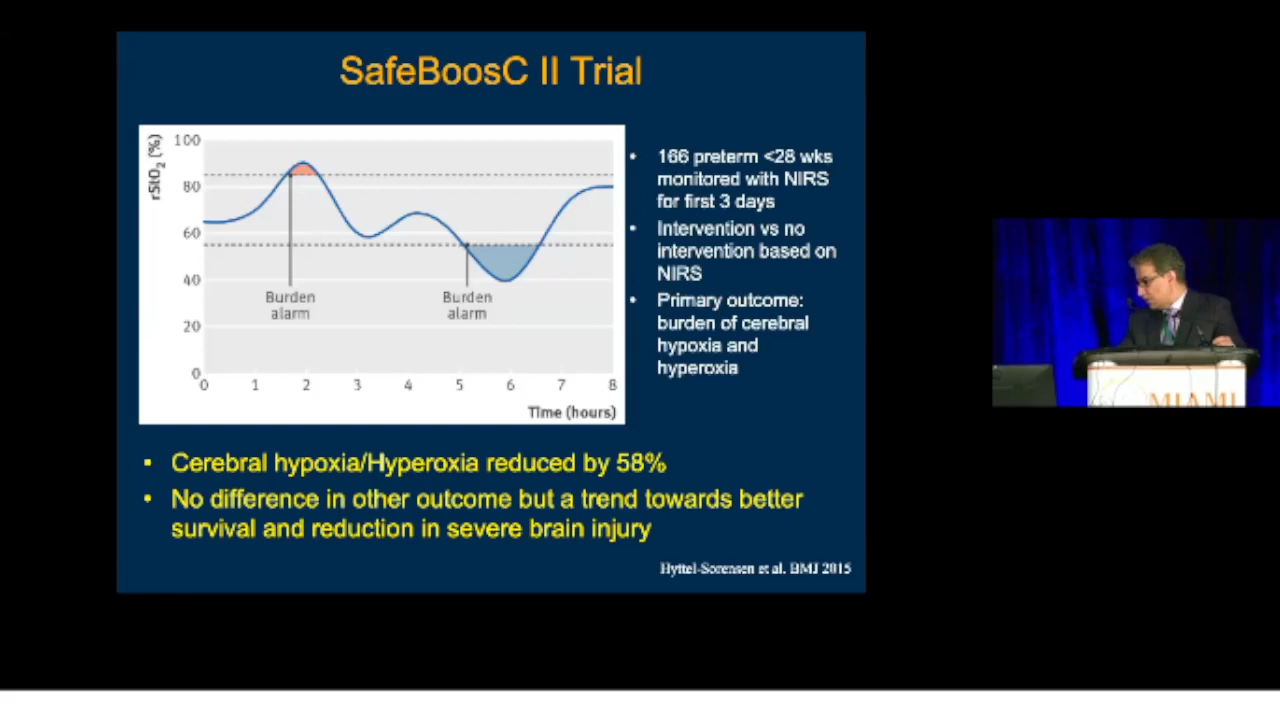 SafeBoosC II Trial
rStO2 (%)
100
80
60
40
20
0
Burden
alarm
Burden
alarm
0 1 2 3 4 5 6 7 8
Time (hours)
• 166 preterm <28 wks
monitored with NIRS
for first 3 days
• Intervention vs no
intervention based on
NIRS
• Primary outcome:
burden of cerebral
hypoxia and
hyperoxia
• Cerebral hypoxia/Hyperoxia reduced by 58%
• No difference in other outcome but a trend towards better
survival and reduction in severe brain injury
Hyttel-Sorensen et al. BMJ 2015
MIAMI